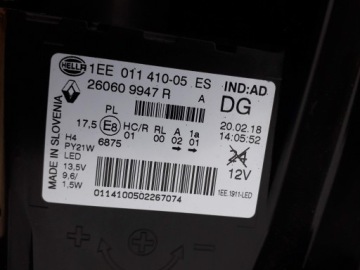 HELLA 1EE 011 410-05 ES IND:AD
260609947R A DG
PL 20.02.18
17,5 E8 HC/R RL A 1a 14:05:52
01 00 02 01
H4 6875 24
PY21W 12V
LED
13,5V 1EE.1911-LED
9,6/
1,5W
MADE IN SLOVENIA
0114100502267074